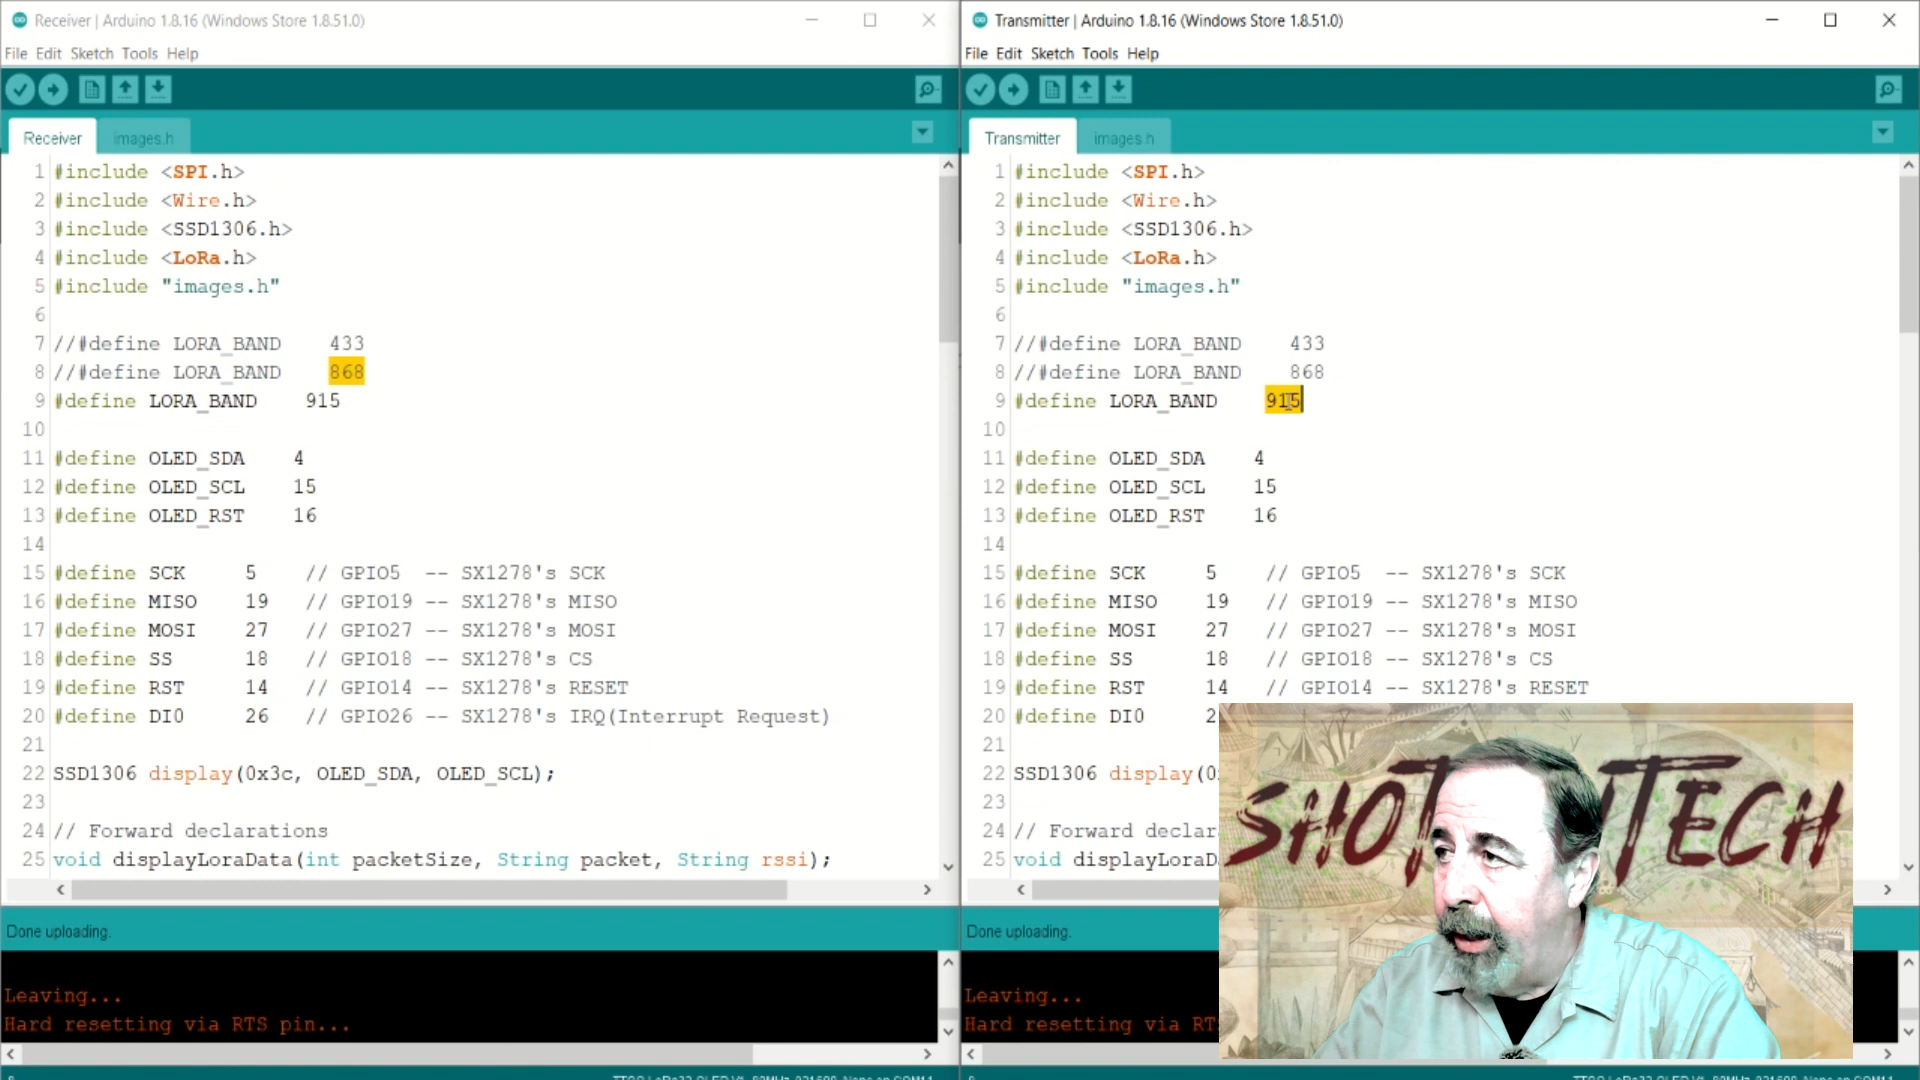 Receiver | Arduino 1.8.16 (Windows Store 1.8.51.0)
File Edit Sketch Tools Help
Receiver images.h
1 #include <SPI.h>
2 #include <Wire.h>
3 #include <SSD1306.h>
4 #include <LoRa.h>
5 #include "images.h"
6
7 //#define LORA_BAND 433
8 //#define LORA_BAND 868
9 #define LORA_BAND 915
10
11 #define OLED_SDA 4
12 #define OLED_SCL 15
13 #define OLED_RST 16
14
15 #define SCK 5 // GPIO5 -- SX1278's SCK
16 #define MISO 19 // GPIO19 -- SX1278's MISO
17 #define MOSI 27 // GPIO27 -- SX1278's MOSI
18 #define SS 18 // GPIO18 -- SX1278's CS
19 #define RST 14 // GPIO14 -- SX1278's RESET
20 #define DI0 26 // GPIO26 -- SX1278's IRQ(Interrupt Request)
21
22 SSD1306 display(0x3c, OLED_SDA, OLED_SCL);
23
24 // Forward declarations
25 void displayLoraData(int packetSize, String packet, String rssi);
Done uploading.
Leaving...
Hard resetting via RTS pin...
Transmitter | Arduino 1.8.16 (Windows Store 1.8.51.0)
File Edit Sketch Tools Help
Transmitter images.h
1 #include <SPI.h>
2 #include <Wire.h>
3 #include <SSD1306.h>
4 #include <LoRa.h>
5 #include "images.h"
6
7 //#define LORA_BAND 433
8 //#define LORA_BAND 868
9 #define LORA_BAND 915
10
11 #define OLED_SDA 4
12 #define OLED_SCL 15
13 #define OLED_RST 16
14
15 #define SCK 5 // GPIO5 -- SX1278's SCK
16 #define MISO 19 // GPIO19 -- SX1278's MISO
17 #define MOSI 27 // GPIO27 -- SX1278's MOSI
18 #define SS 18 // GPIO18 -- SX1278's CS
19 #define RST 14 // GPIO14 -- SX1278's RESET
20 #define DI0 2
21
22 SSD1306 display(0
23
24 // Forward declar
25 void displayLoraD
Done uploading.
Leaving...
Hard resetting via RT
SHOT TECH